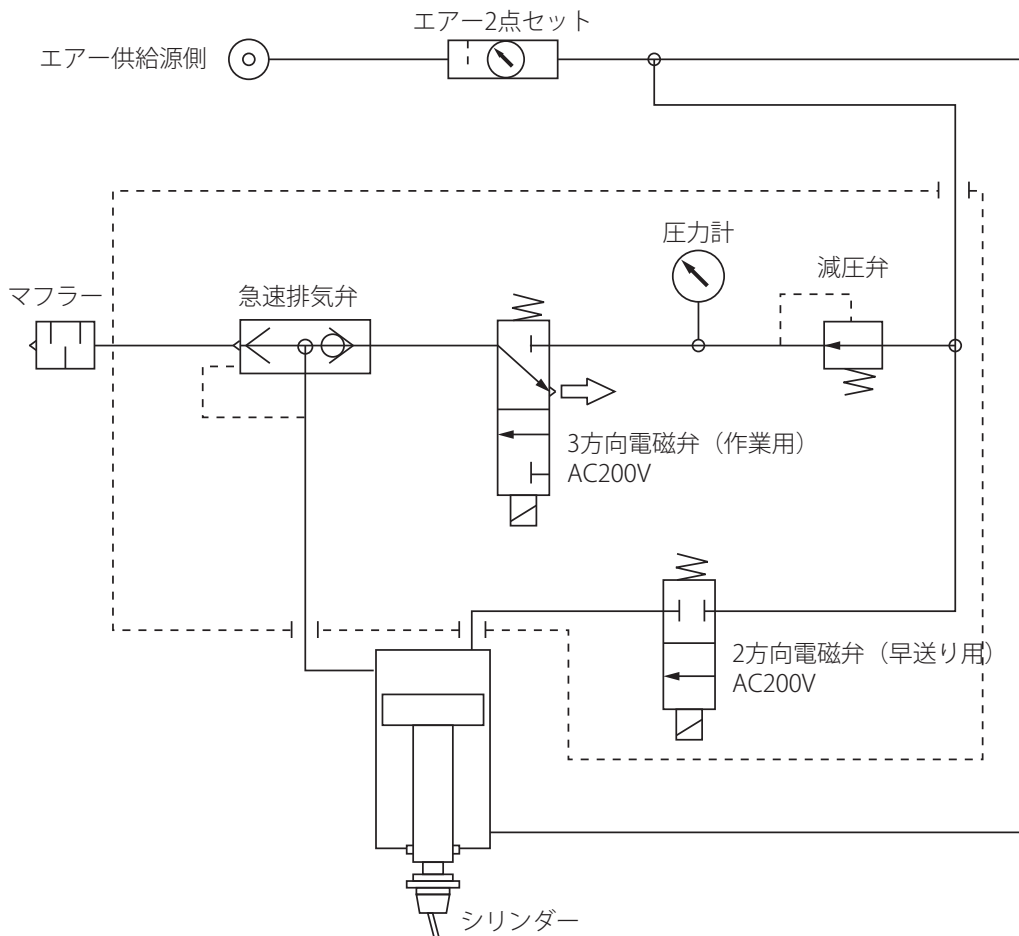 エアー2点セット
エアー供給源側
圧力計
減圧弁
マフラー
急速排気弁
3方向電磁弁（作業用）
AC200V
2方向電磁弁（早送り用）
AC200V
シリンダー